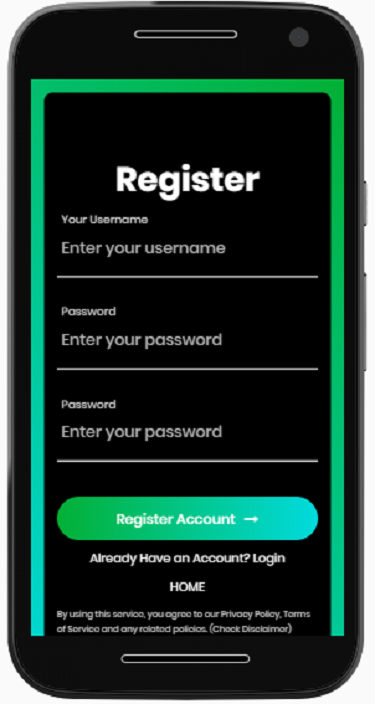 Register
Your Username
Enter your username
Password
Enter your password
Password
Enter your password
Register Account →
Already Have an Account? Login
HOME
By using this service, you agree to our Privacy Policy, Terms
of Service and any related policies. (Check Disclaimer)